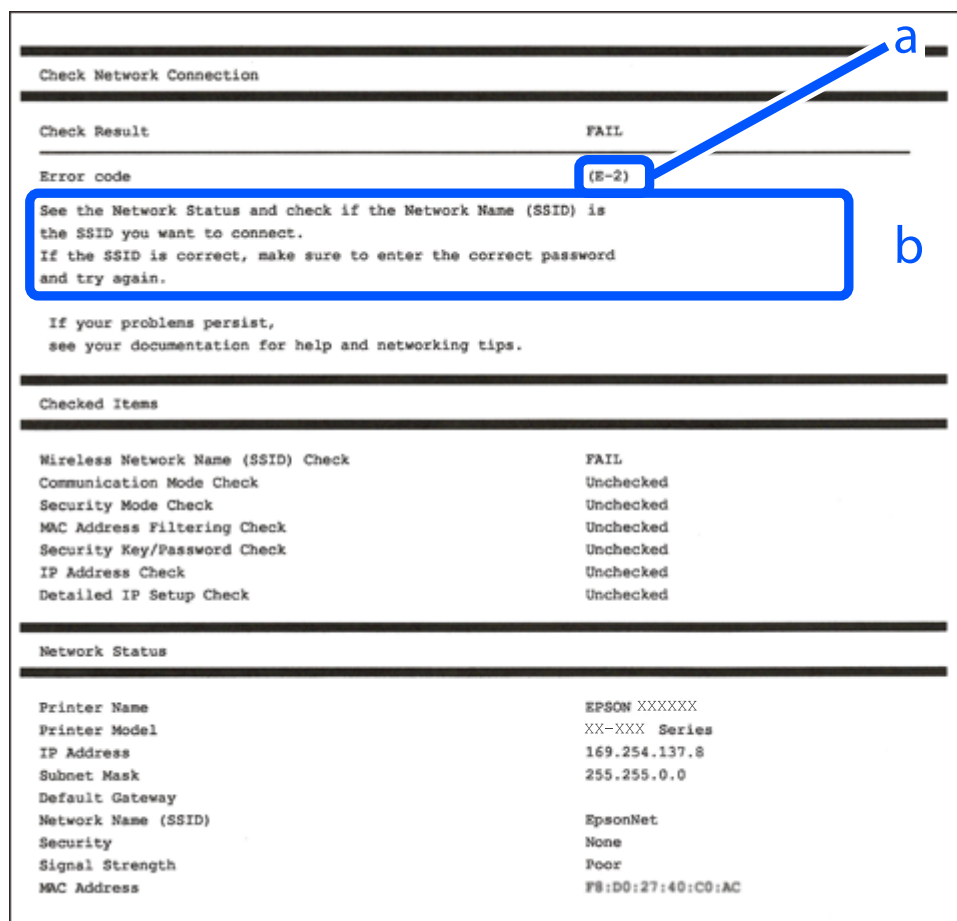 a
Check Network Connection
Check Result FAIL
Error code (E-2)
See the Network Status and check if the Network Name (SSID) is
the SSID you want to connect.
If the SSID is correct, make sure to enter the correct password
and try again.
b
If your problems persist,
see your documentation for help and networking tips.
Checked Items
Wireless Network Name (SSID) Check FAIL
Communication Mode Check Unchecked
Security Mode Check Unchecked
MAC Address Filtering Check Unchecked
Security Key/Password Check Unchecked
IP Address Check Unchecked
Detailed IP Setup Check Unchecked
Network Status
Printer Name EPSON XXXXXX
Printer Model XX-XXX Series
IP Address 169.254.137.8
Subnet Mask 255.255.0.0
Default Gateway
Network Name (SSID) EpsonNet
Security None
Signal Strength Poor
MAC Address F8:D0:27:40:C0:AC